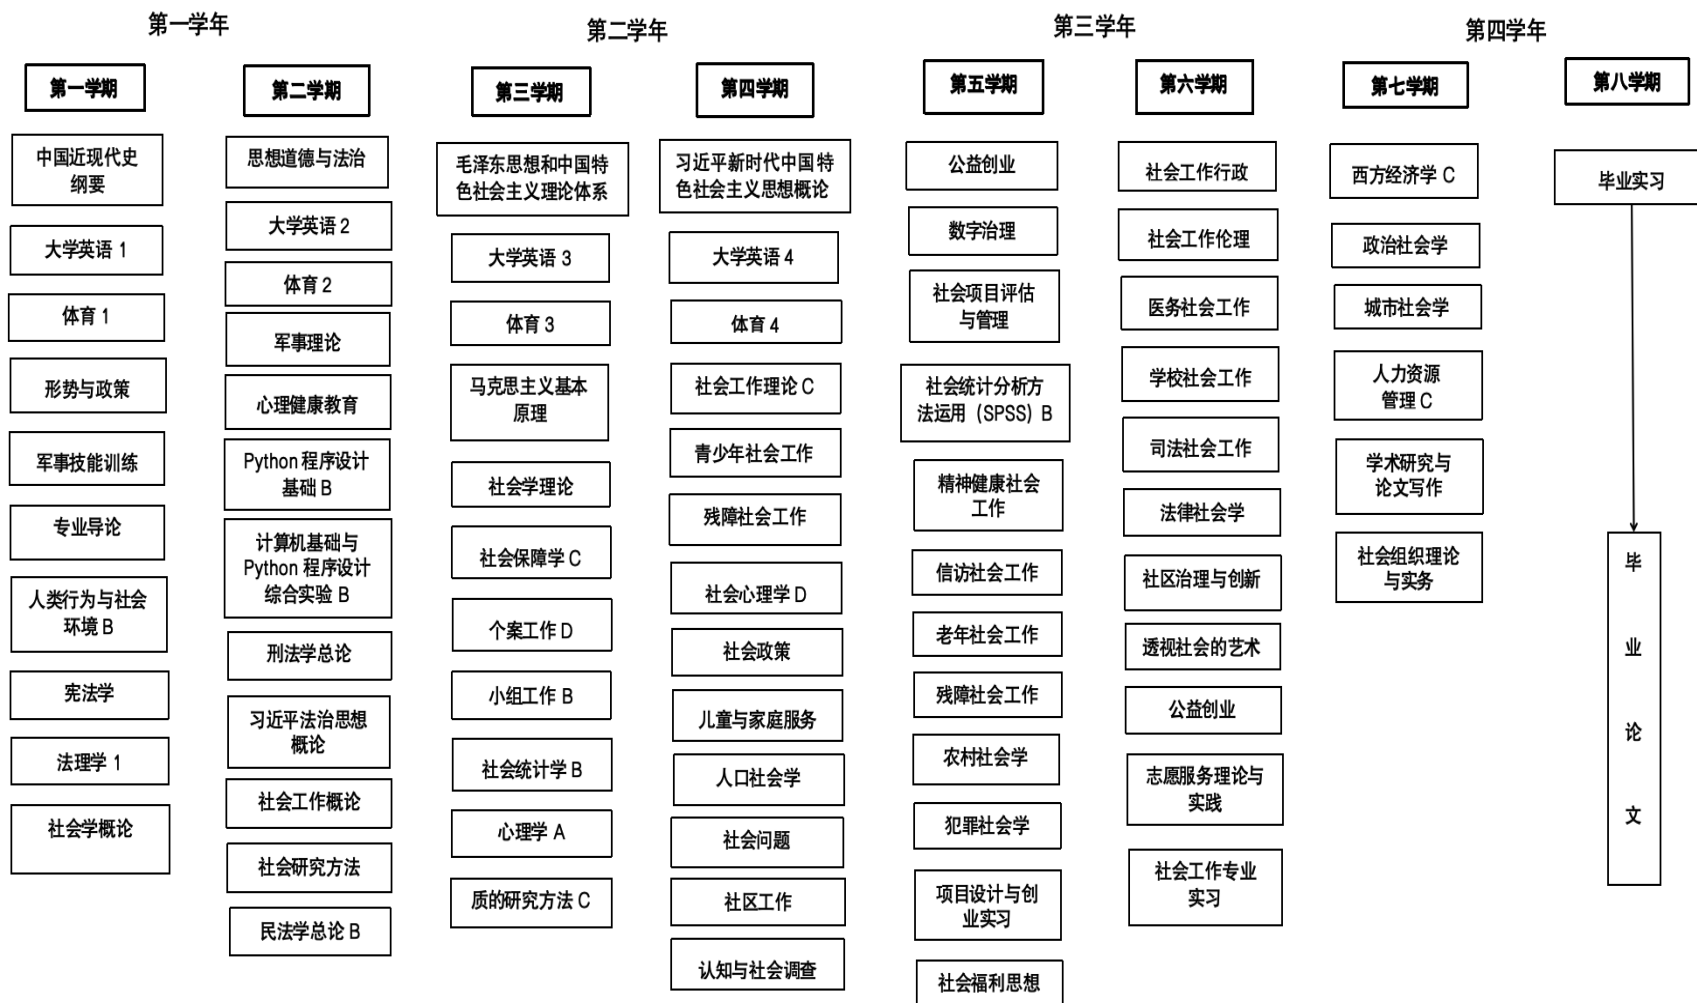 第一学年
第二学年
第三学年
第四学年
第一学期
第二学期
第三学期
第四学期
第五学期
第六学期
第七学期
第八学期
中国近现代史
纲要
大学英语 1
体育 1
形势与政策
军事技能训练
专业导论
人类行为与社会
环境 B
宪法学
法理学 1
社会学概论
思想道德与法治
大学英语 2
体育 2
军事理论
心理健康教育
Python 程序设计
基础 B
计算机基础与
Python 程序设计
综合实验 B
刑法学总论
习近平法治思想
概论
社会工作概论
社会研究方法
民法学总论 B
毛泽东思想和中国特
色社会主义理论体系
大学英语 3
体育 3
马克思主义基本
原理
社会学理论
社会保障学 C
个案工作 D
小组工作 B
社会统计学 B
心理学 A
质的研究方法 C
习近平新时代中国特
色社会主义思想概论
大学英语 4
体育 4
社会工作理论 C
青少年社会工作
残障社会工作
社会心理学 D
社会政策
儿童与家庭服务
人口社会学
社会问题
社区工作
认知与社会调查
公益创业
数字治理
社会项目评估
与管理
社会统计分析方
法运用（SPSS）B
精神健康社会
工作
信访社会工作
老年社会工作
残障社会工作
农村社会学
犯罪社会学
项目设计与创
业实习
社会福利思想
社会工作行政
社会工作伦理
医务社会工作
学校社会工作
司法社会工作
法律社会学
社区治理与创新
透视社会的艺术
公益创业
志愿服务理论与
实践
社会工作专业
实习
西方经济学 C
政治社会学
城市社会学
人力资源
管理 C
学术研究与
论文写作
社会组织理论
与实务
毕业实习
毕
业
论
文